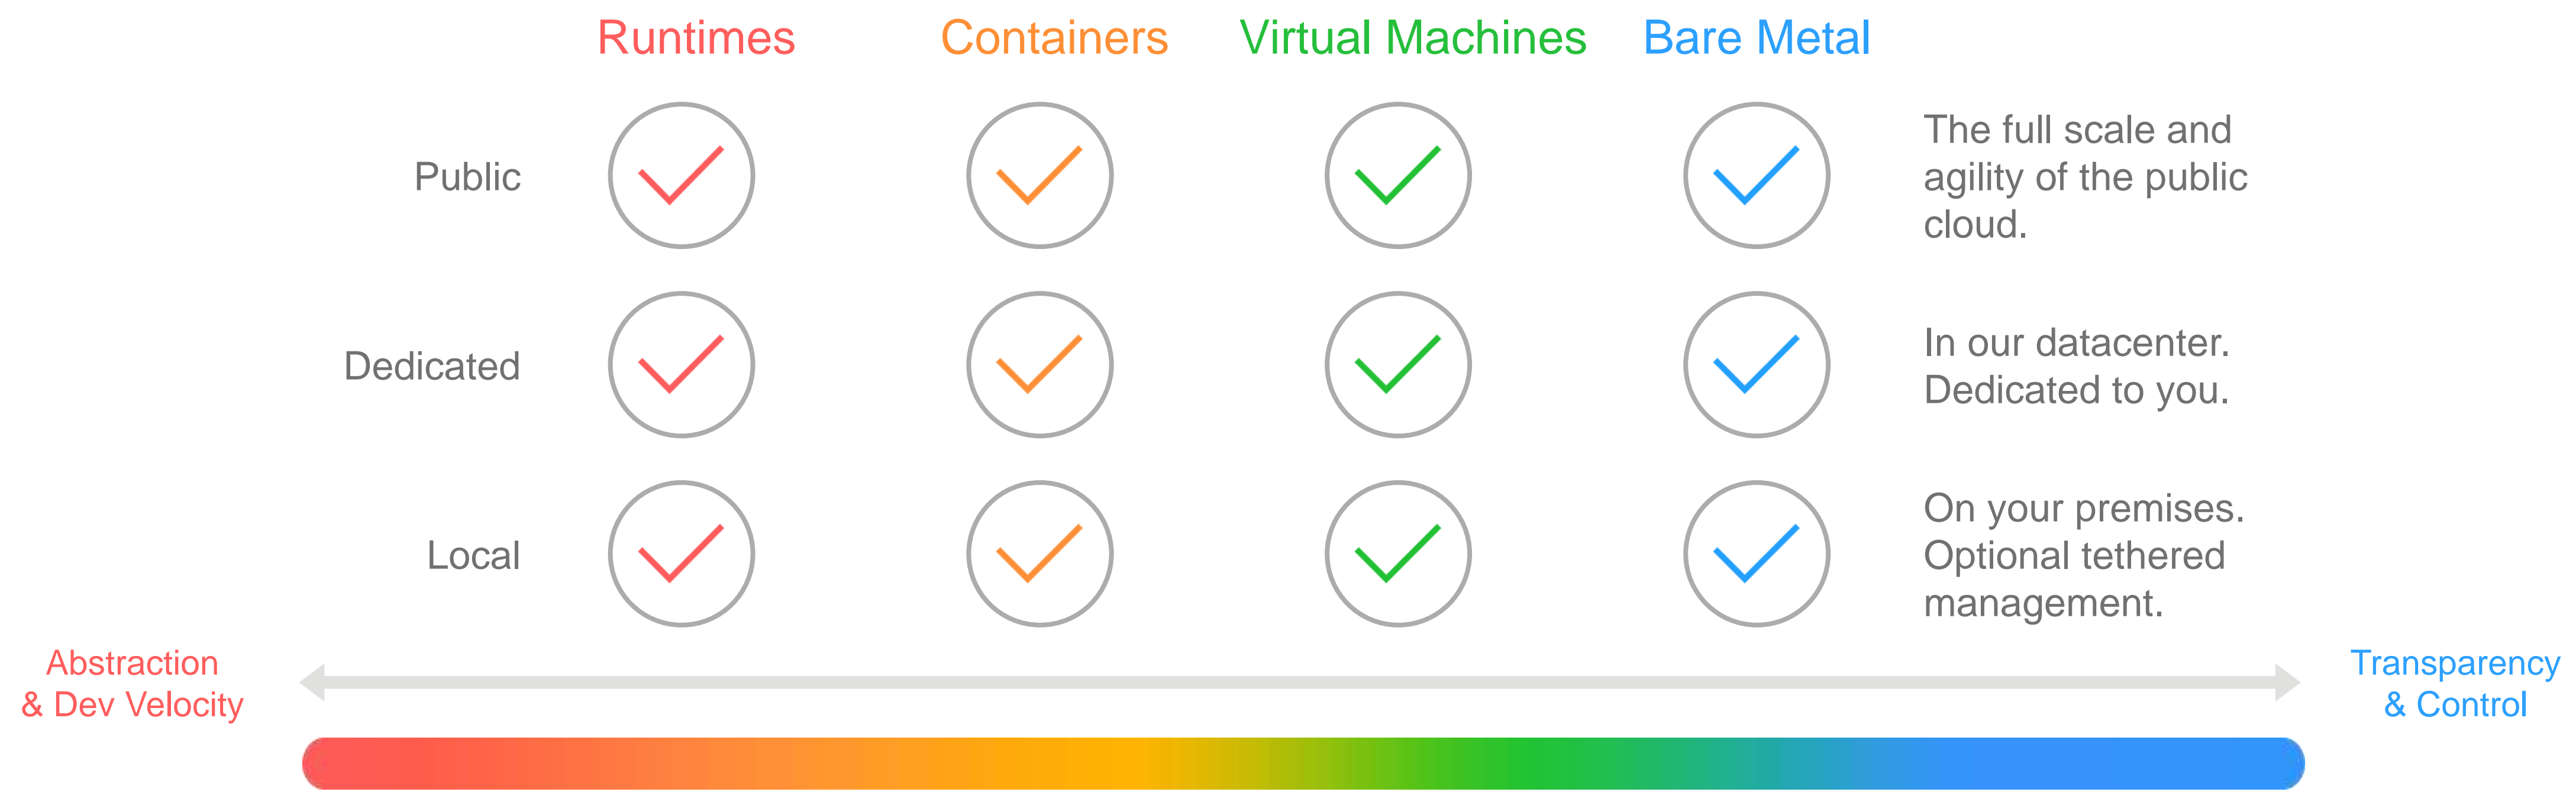 Runtimes Containers Virtual Machines Bare Metal
Public
The full scale and
agility of the public
cloud.
Dedicated
In our datacenter.
Dedicated to you.
Local
On your premises.
Optional tethered
management.
Abstraction
& Dev Velocity
Transparency
& Control